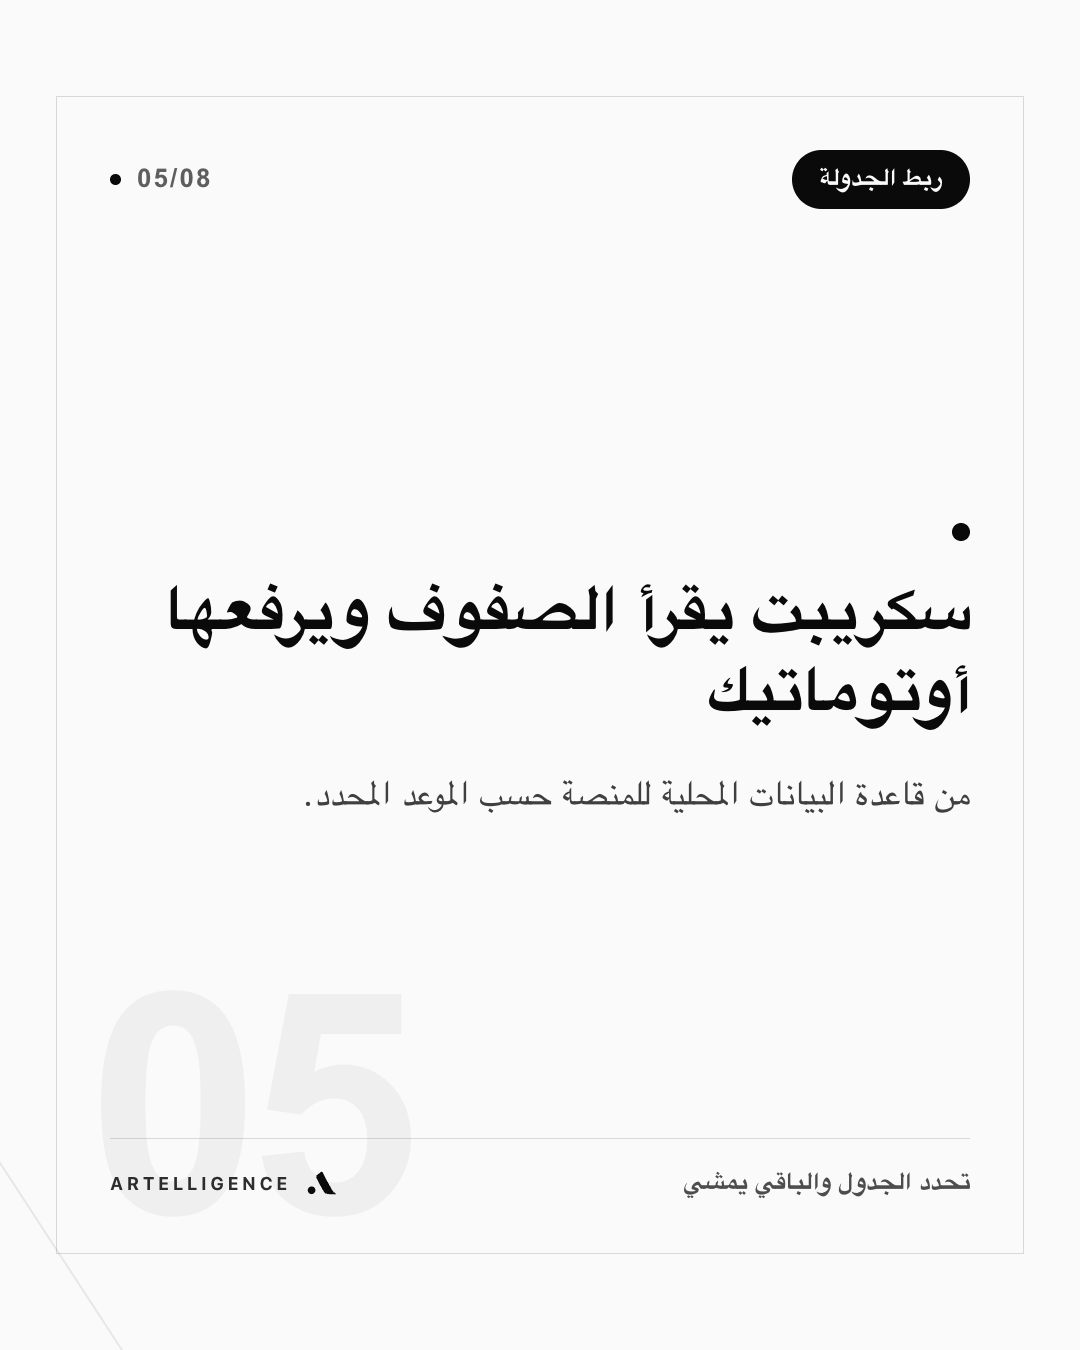 ربط الجدولة
05/08
سكريبت يقرأ الصفوف ويرفعها
أوتوماتيك
من قاعدة البيانات المحلية للمنصة حسب الموعد المحدد.
05
تحدد الجدول والباقي يمشي
ARTELLIGENCE